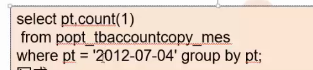 select pt,count(1)
from popt_tbaccountcopy_mes
where pt = '2012-07-04' group by pt;